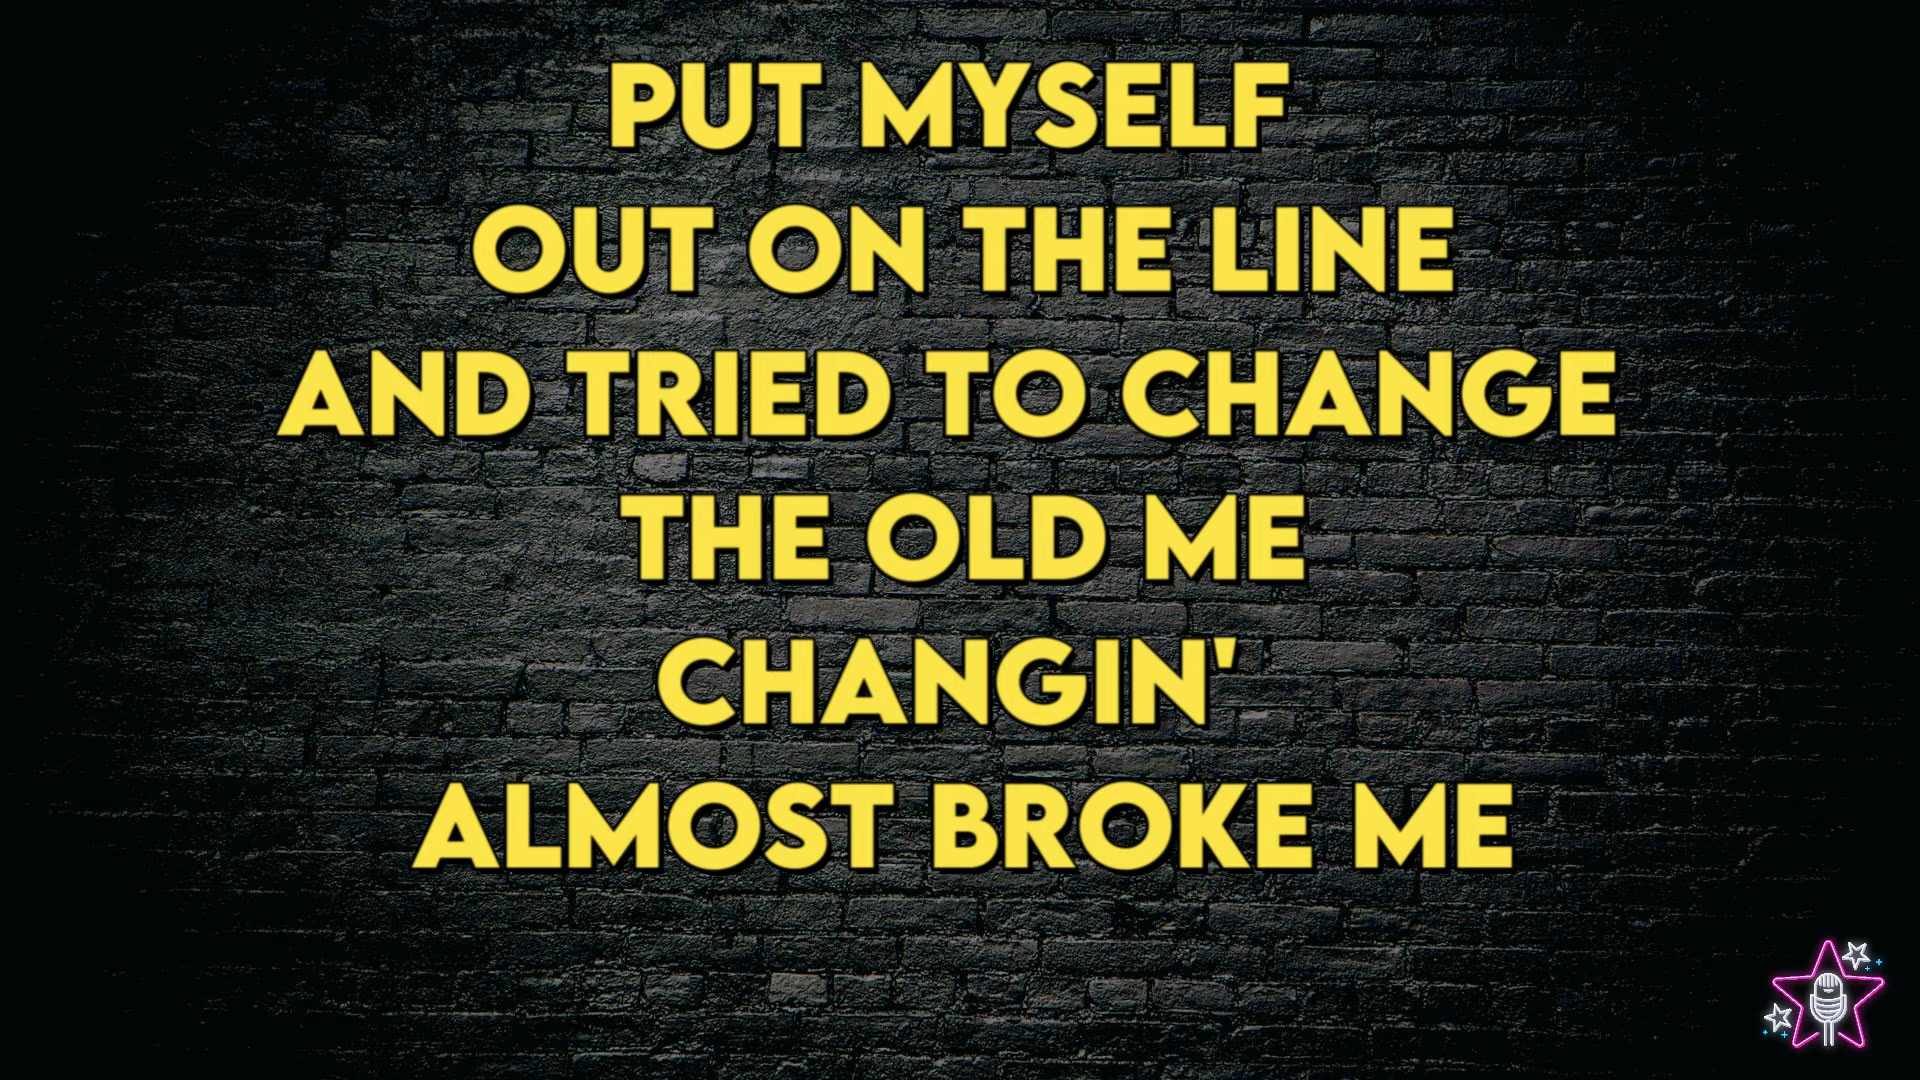 PUT MYSELF
OUT ON THE LINE
AND TRIED TO CHANGE
THE OLD ME
CHANGIN'
ALMOST BROKE ME